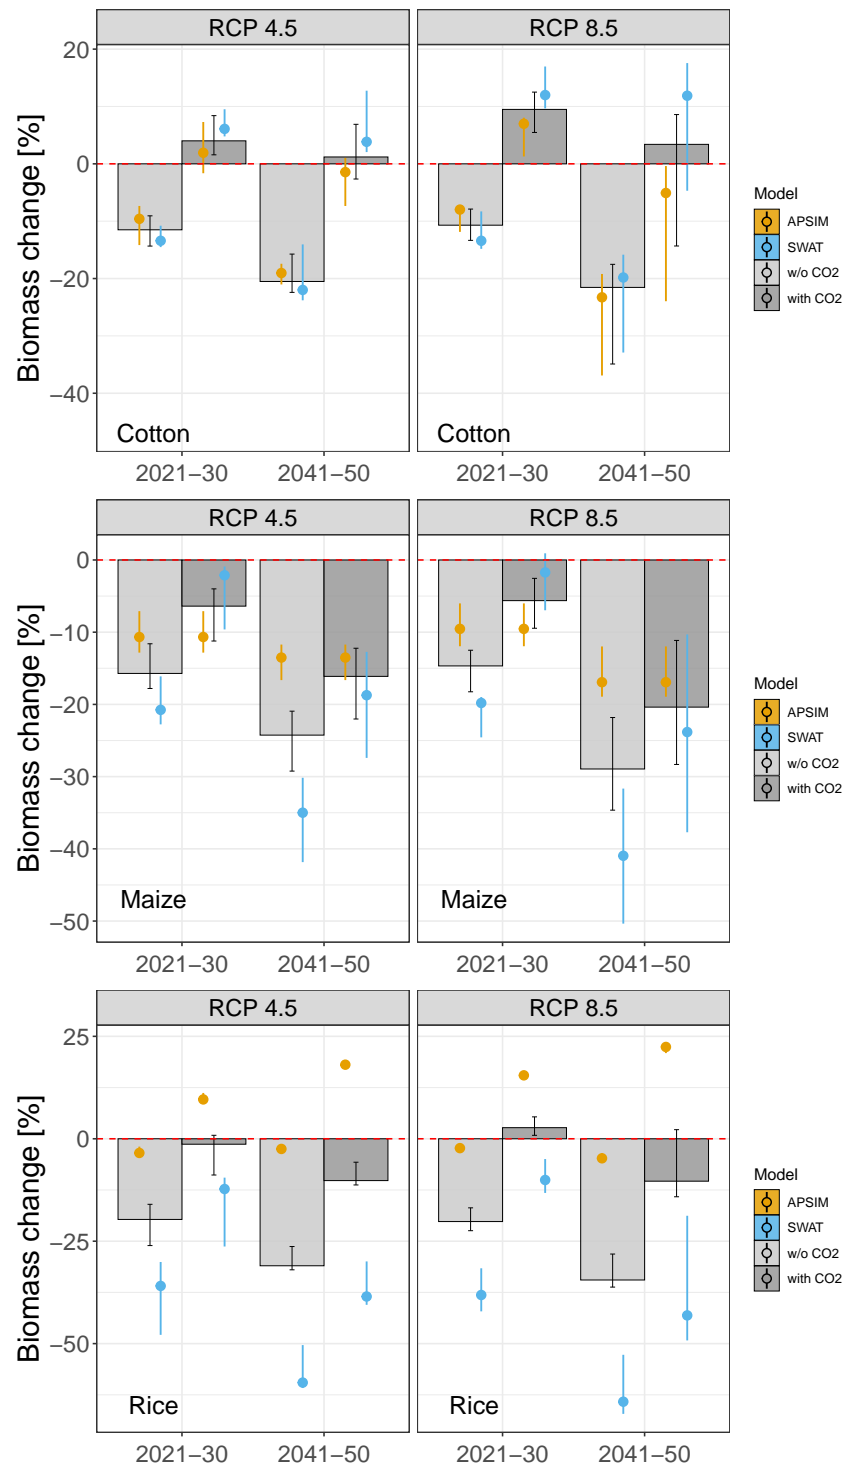 RCP 4.5
RCP 8.5
Biomass change [%]
20
0
−20
−40
Cotton
Cotton
2021−30
2041−50
2021−30
2041−50
Model
APSIM
SWAT
w/o CO2
with CO2
RCP 4.5
RCP 8.5
Biomass change [%]
0
−10
−20
−30
−40
−50
Maize
Maize
2021−30
2041−50
2021−30
2041−50
Model
APSIM
SWAT
w/o CO2
with CO2
RCP 4.5
RCP 8.5
Biomass change [%]
25
0
−25
−50
Rice
Rice
2021−30
2041−50
2021−30
2041−50
Model
APSIM
SWAT
w/o CO2
with CO2